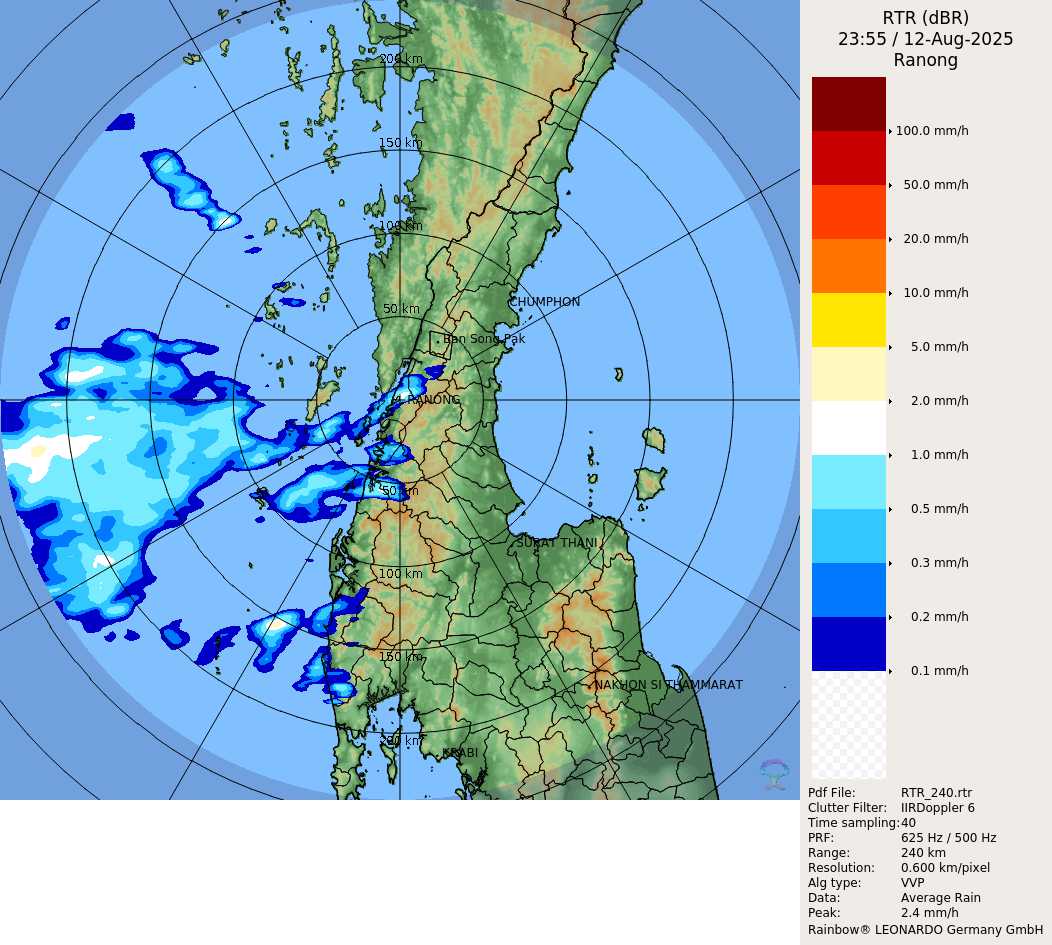 RTR (dBR)
23:55 / 12-Aug-2025
Ranong
200 km
150 km
100 km
50 km
CHUMPHON
Ban Song Pak
RANONG
50 km
SURAT THANI
100 km
150 km
NAKHON SI THAMMARAT
200 km
KRABI
100.0 mm/h
50.0 mm/h
20.0 mm/h
10.0 mm/h
5.0 mm/h
2.0 mm/h
1.0 mm/h
0.5 mm/h
0.3 mm/h
0.2 mm/h
0.1 mm/h
Pdf File: RTR_240.rtr
Clutter Filter: IIRDoppler 6
Time sampling:40
PRF: 625 Hz / 500 Hz
Range: 240 km
Resolution: 0.600 km/pixel
Alg type: VVP
Data: Average Rain
Peak: 2.4 mm/h
Rainbow® LEONARDO Germany GmbH